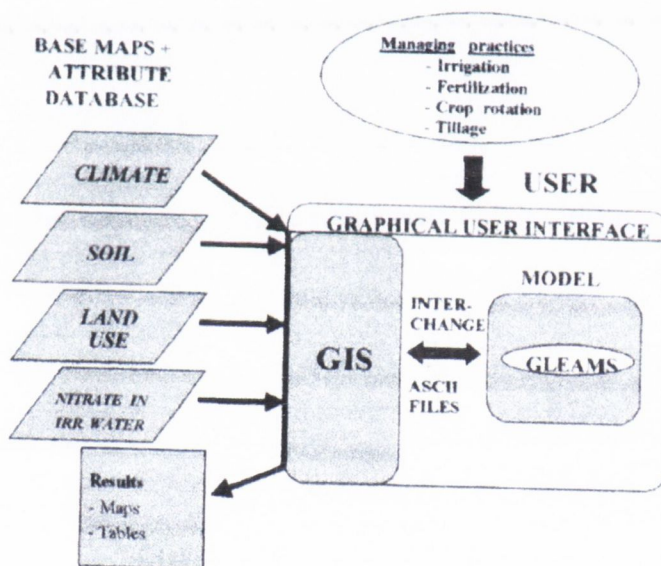 BASE MAPS +
ATTRIBUTE
DATABASE
CLIMATE
SOIL
LAND
USE
NITRATE IN
IRR WATER
Results
- Maps
- Tables
Managing practices
- Irrigation
- Fertilization
- Crop rotation
- Tillage
USER
GRAPHICAL USER INTERFACE
GIS
INTER-
CHANGE
ASCII
FILES
MODEL
GLEAMS